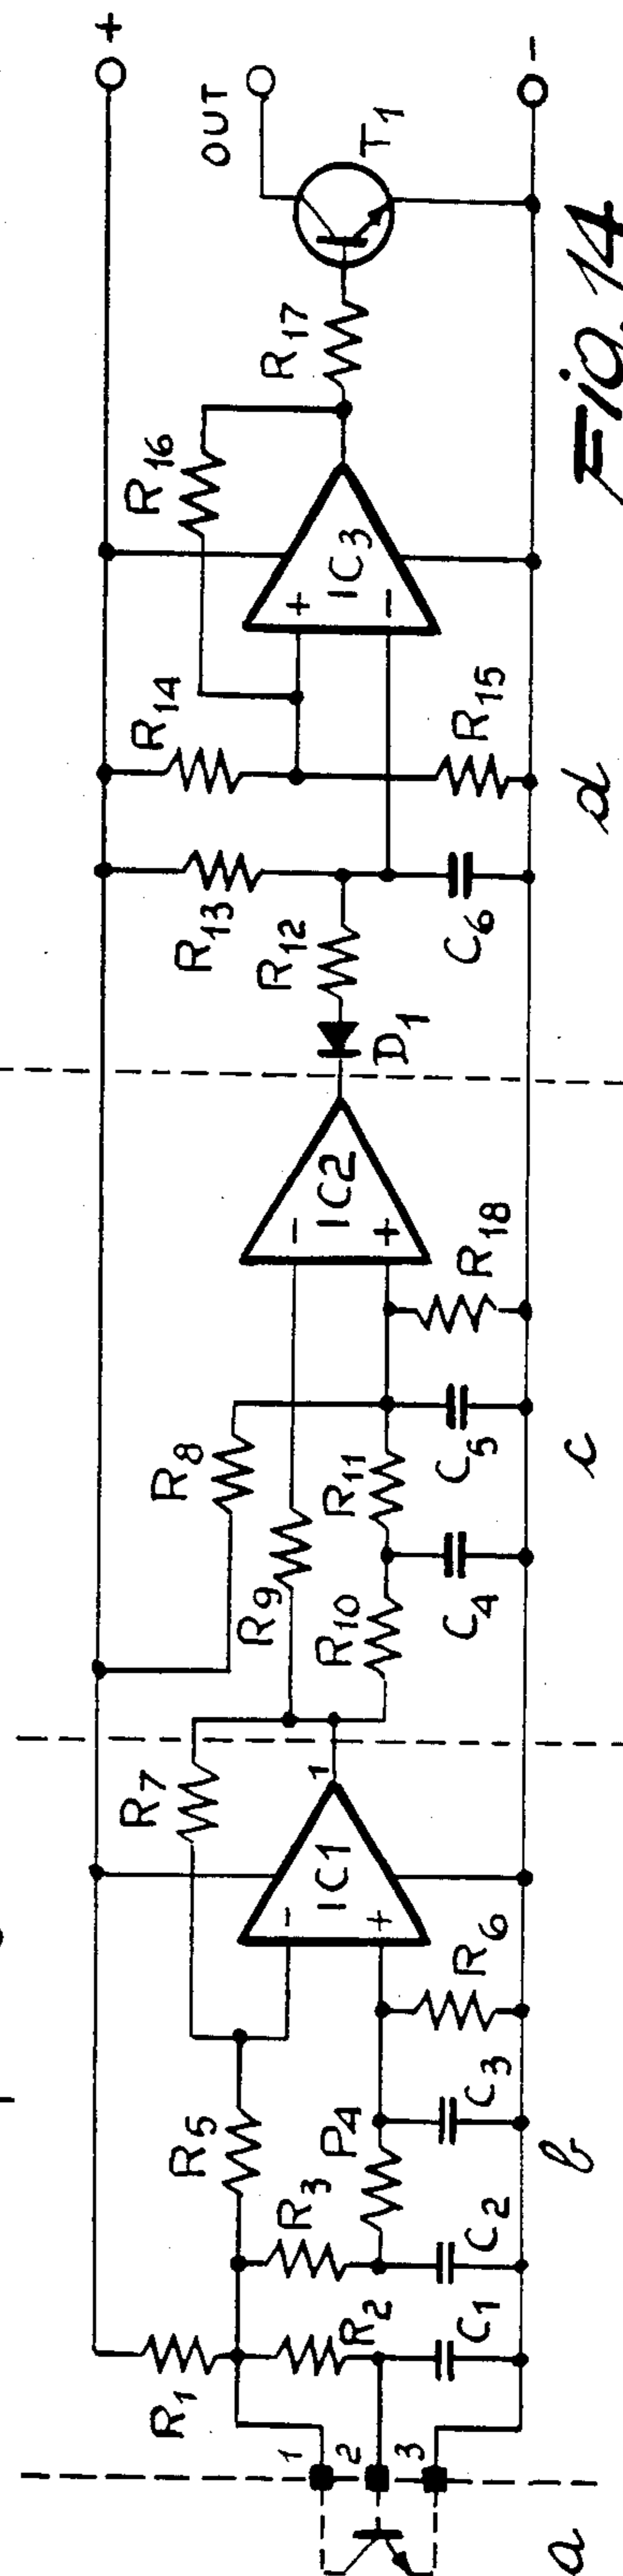 +
OUT
T1
-
R17
Fig. 14
R16
IC3
+
-
R14
R15
R13
R12
C6
d
D1
IC2
-
+
R18
R8
R9
R11
R10
C5
C4
c
R7
1
IC1
-
+
R6
R5
P4
C3
R3
C2
b
R2
C1
R1
1
2
3
a